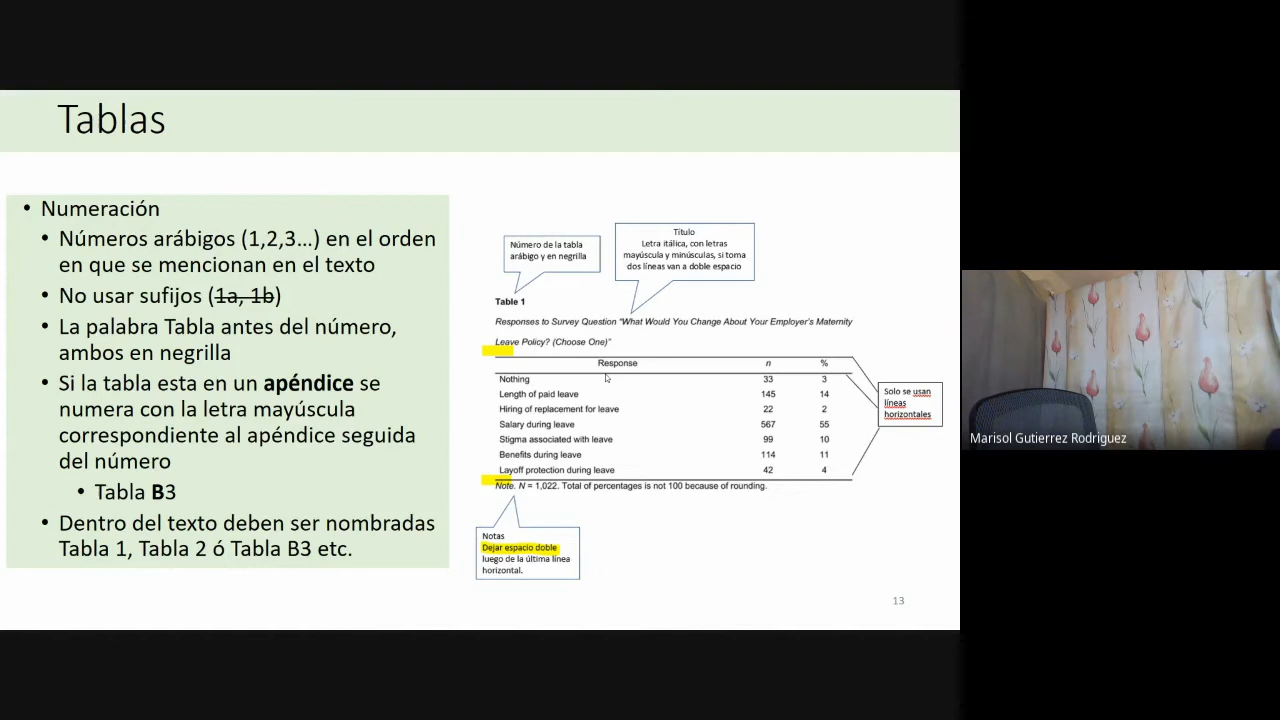 Tablas
• Numeración
• Números arábigos (1,2,3...) en el orden
en que se mencionan en el texto
• No usar sufijos (1a, 1b)
• La palabra Tabla antes del número,
ambos en negrilla
• Si la tabla esta en un apéndice se
numera con la letra mayúscula
correspondiente al apéndice seguida
del número
• Tabla B3
• Dentro del texto deben ser nombradas
Tabla 1, Tabla 2 ó Tabla B3 etc.
Número de la tabla
arábigo y en negrilla
Título
Letra itálica, con letras
mayúscula y minúsculas, si toma
dos líneas van a doble espacio
Table 1
Responses to Survey Question "What Would You Change About Your Employer's Maternity
Leave Policy? (Choose One)"
Response n %
Nothing 33 3
Length of paid leave 145 14
Hiring of replacement for leave 22 2
Salary during leave 567 55
Stigma associated with leave 99 10
Benefits during leave 114 11
Layoff protection during leave 42 4
Note. N = 1,022. Total of percentages is not 100 because of rounding.
Solo se usan
líneas
horizontales
Notas
Dejar espacio doble
luego de la última línea
horizontal.
13
Marisol Gutierrez Rodriguez